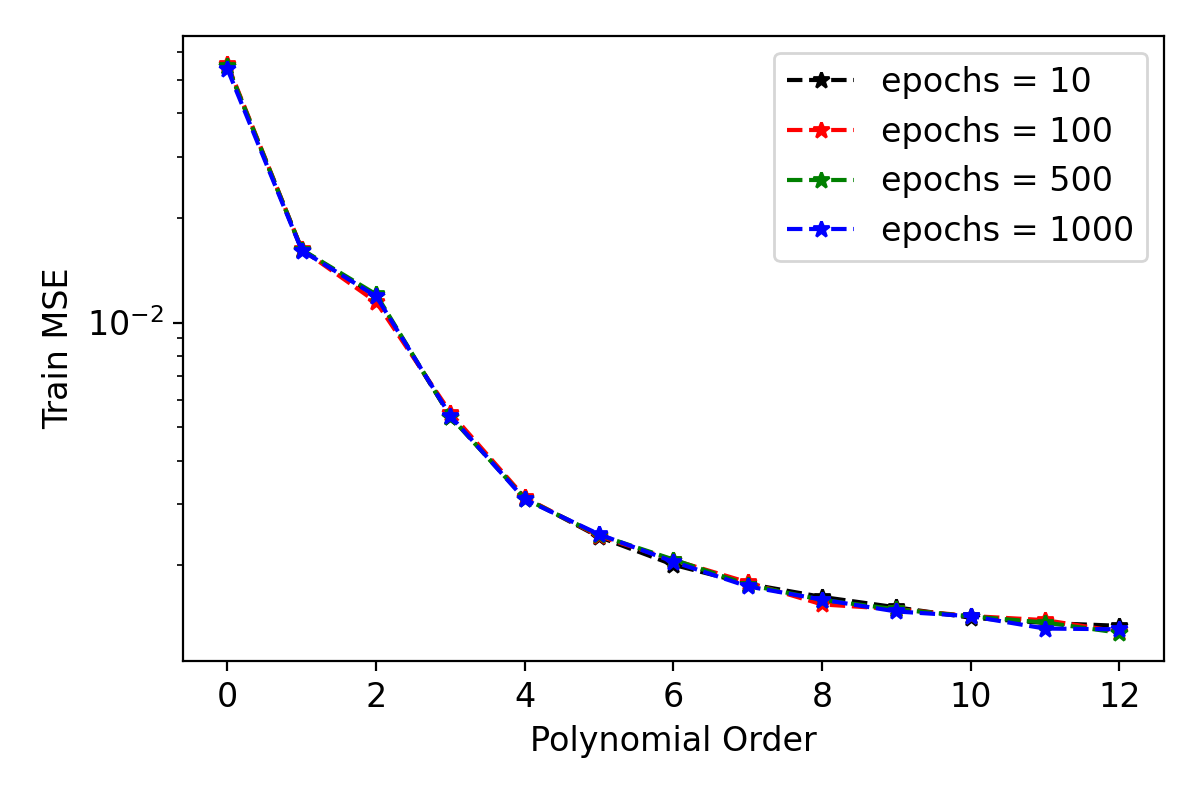 epochs = 10
epochs = 100
epochs = 500
epochs = 1000
Train MSE
10⁻²
0 2 4 6 8 10 12
Polynomial Order